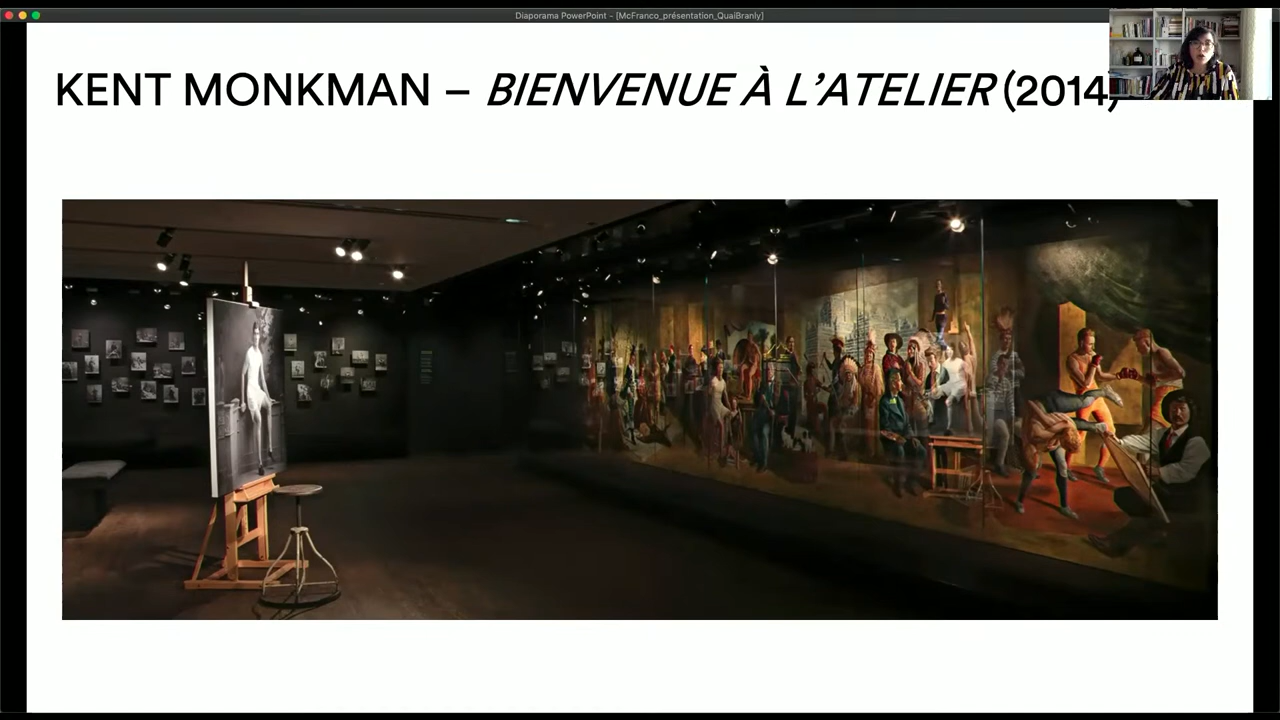 Diaporama PowerPoint - [McFranco_présentation_QuaiBranly]
KENT MONKMAN – BIENVENUE À L’ATELIER (2014)